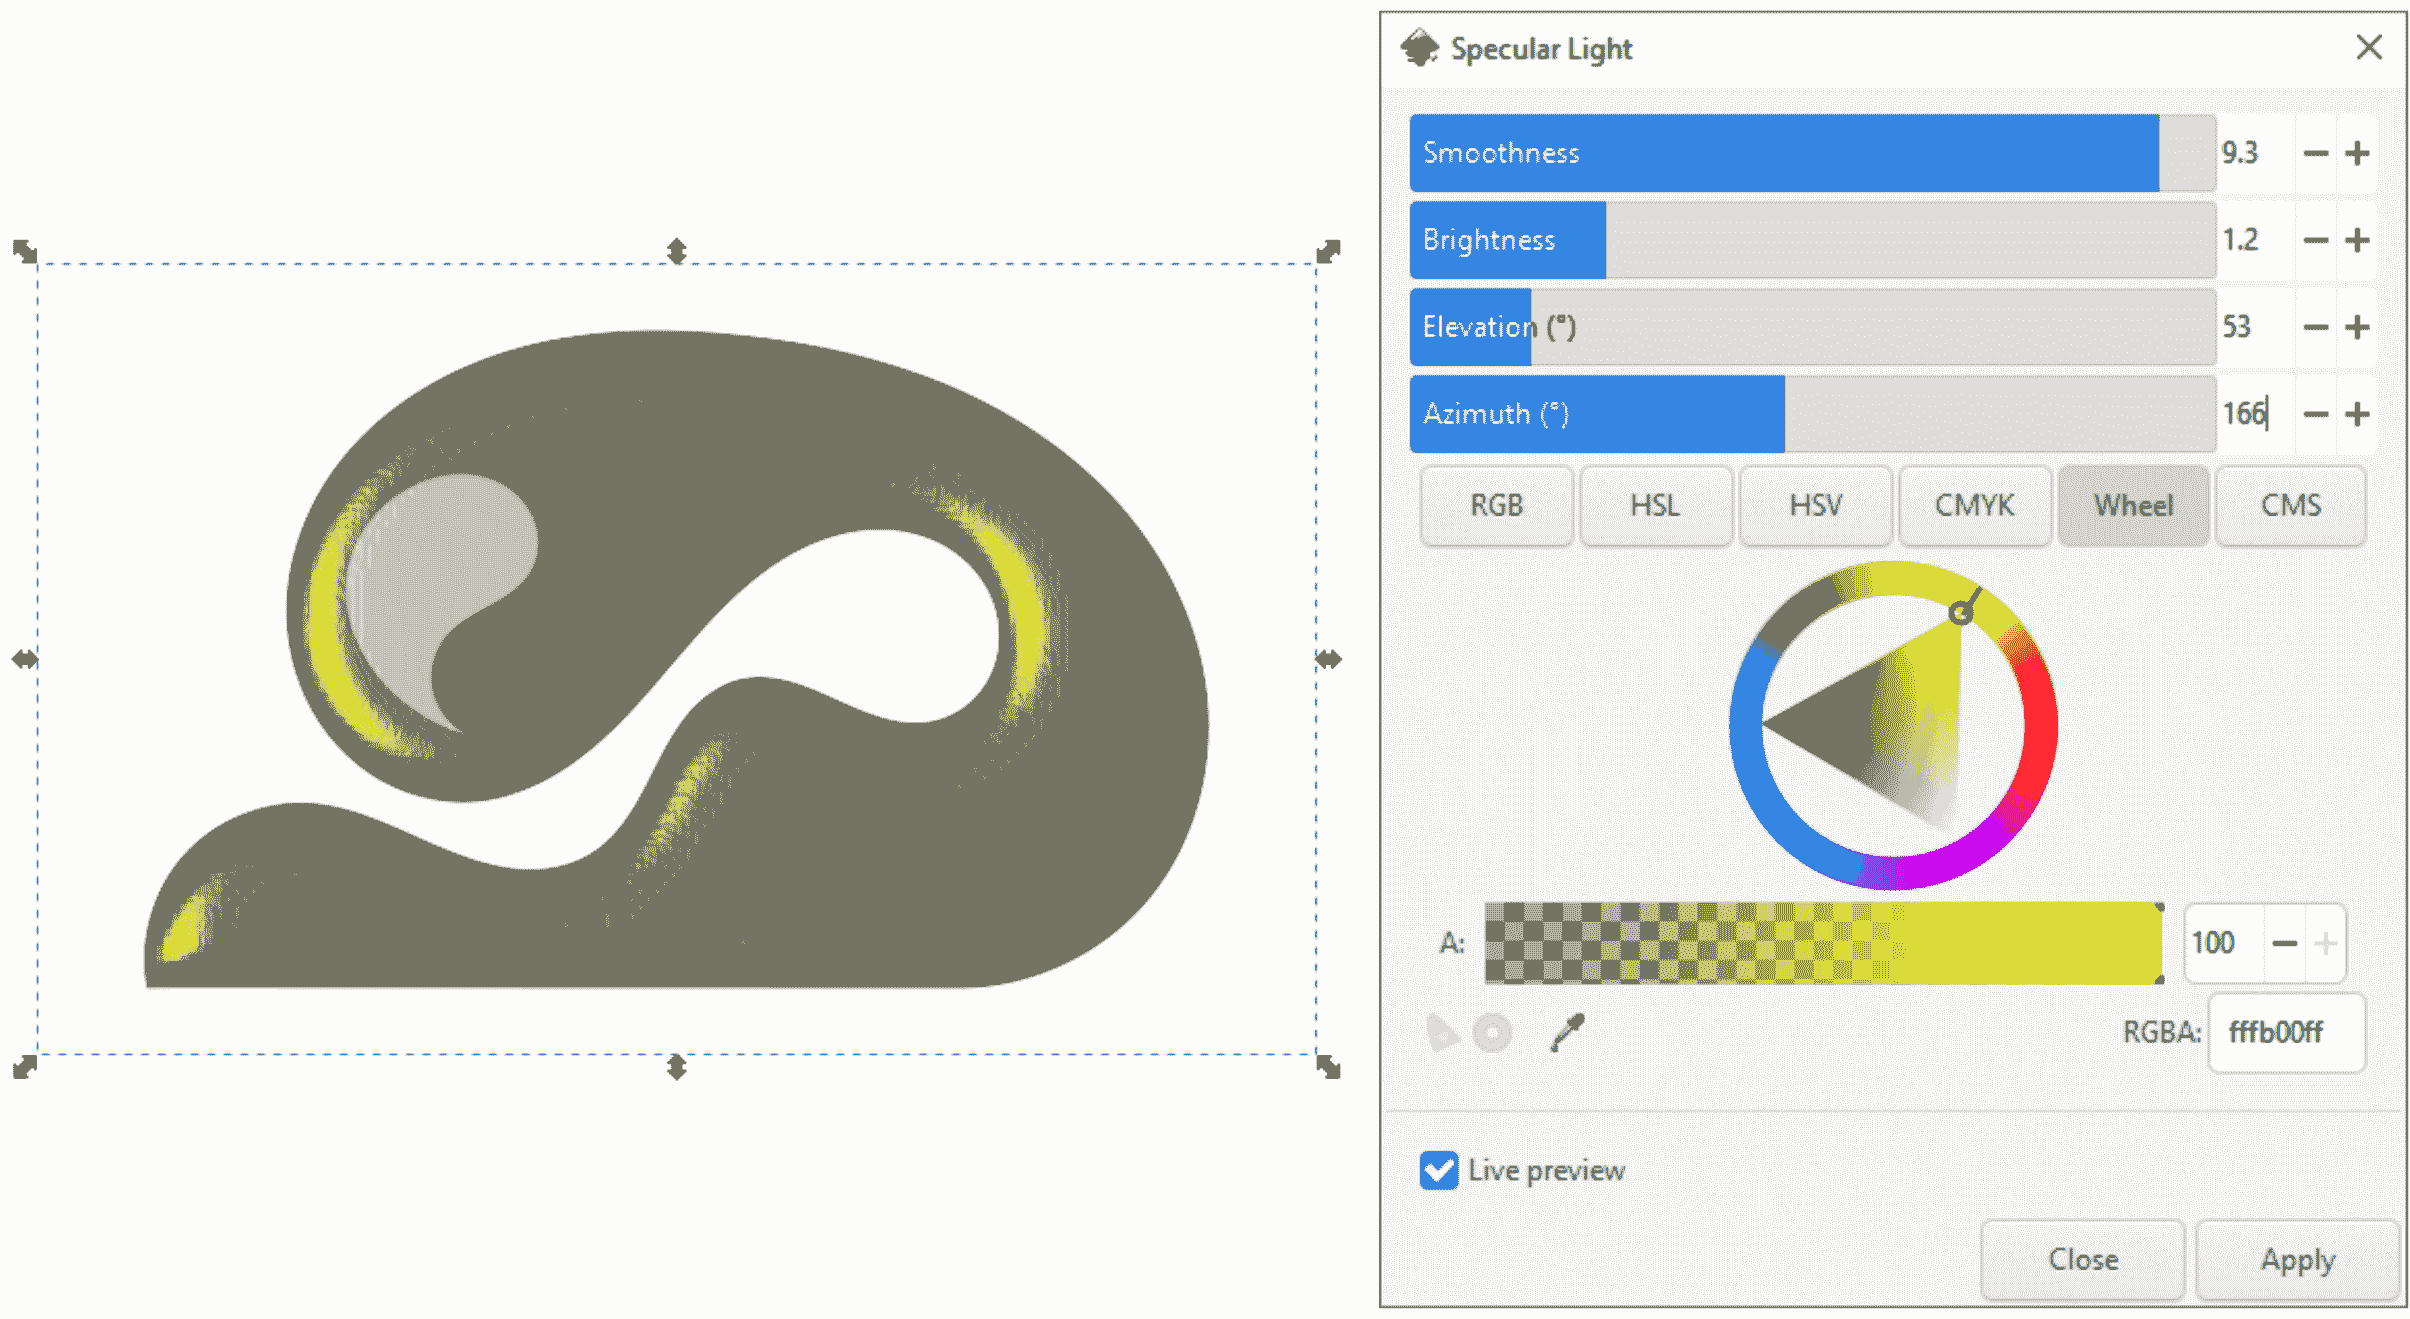 Specular Light
Smoothness 9.3
Brightness 1.2
Elevation (°) 53
Azimuth (°) 166
RGB HSL HSV CMYK Wheel CMS
A: 100
RGBA: fffb00ff
Live preview
Close Apply